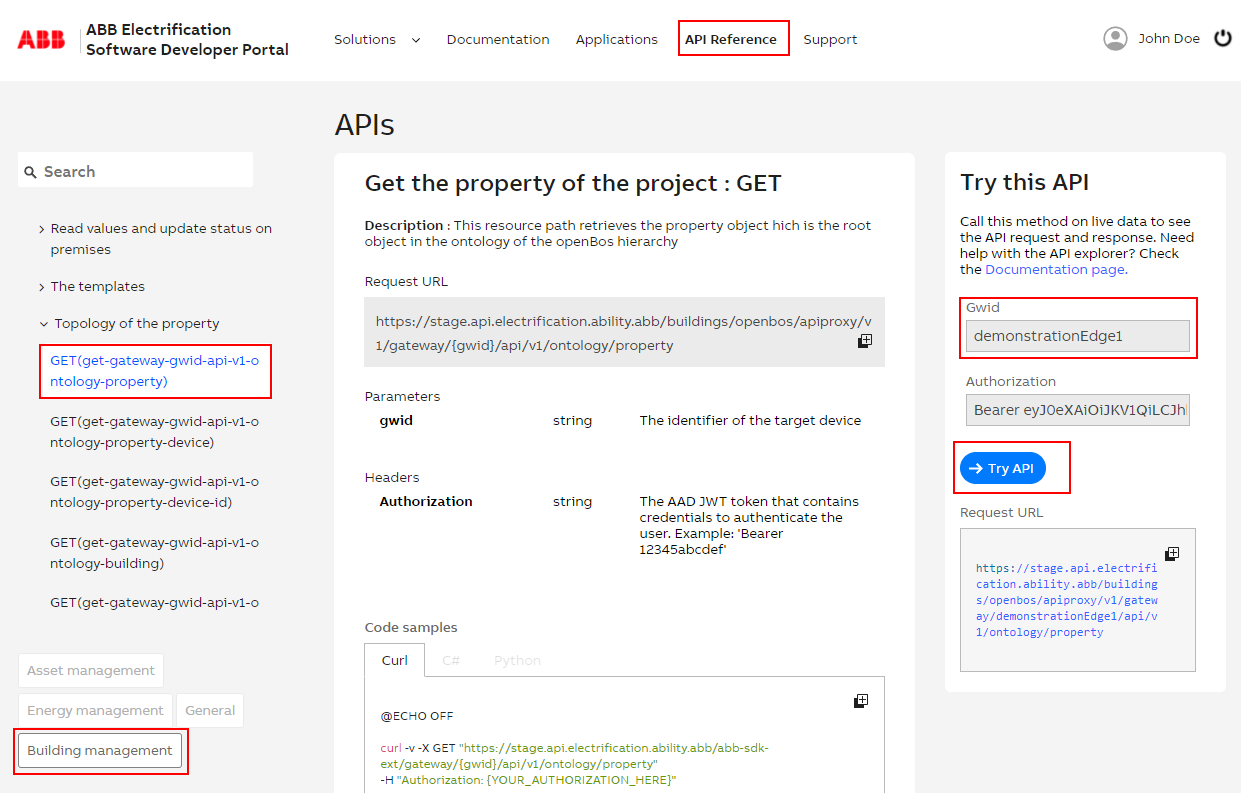 ABB
ABB Electrification
Software Developer Portal
Solutions
Documentation
Applications
API Reference
Support
John Doe
Search
Read values and update status on
premises
The templates
Topology of the property
GET(get-gateway-gwid-api-v1-o
ntology-property)
GET(get-gateway-gwid-api-v1-o
ntology-property-device)
GET(get-gateway-gwid-api-v1-o
ntology-property-device-id)
GET(get-gateway-gwid-api-v1-o
ntology-building)
GET(get-gateway-gwid-api-v1-o
Asset management
Energy management
General
Building management
APIs
Get the property of the project : GET
Description : This resource path retrieves the property object hich is the root
object in the ontology of the openBos hierarchy
Request URL
https://stage.api.electrification.ability.abb/buildings/openbos/apiproxy/v
1/gateway/{gwid}/api/v1/ontology/property
Parameters
gwid string The identifier of the target device
Headers
Authorization string The AAD JWT token that contains
credentials to authenticate the
user. Example: 'Bearer
12345abcdef'
Code samples
Curl C# Python
@ECHO OFF
curl -v -X GET "https://stage.api.electrification.ability.abb/abb-sdk-
ext/gateway/{gwid}/api/v1/ontology/property"
-H "Authorization: {YOUR_AUTHORIZATION_HERE}"
Try this API
Call this method on live data to see
the API request and response. Need
help with the API explorer? Check
the Documentation page.
Gwid
demonstrationEdge1
Authorization
Bearer eyJ0eXAiOiJKV1QiLCJh
Try API
Request URL
https://stage.api.electrifi
cation.ability.abb/building
s/openbos/apiproxy/v1/gatew
ay/demonstrationEdge1/api/v
1/ontology/property